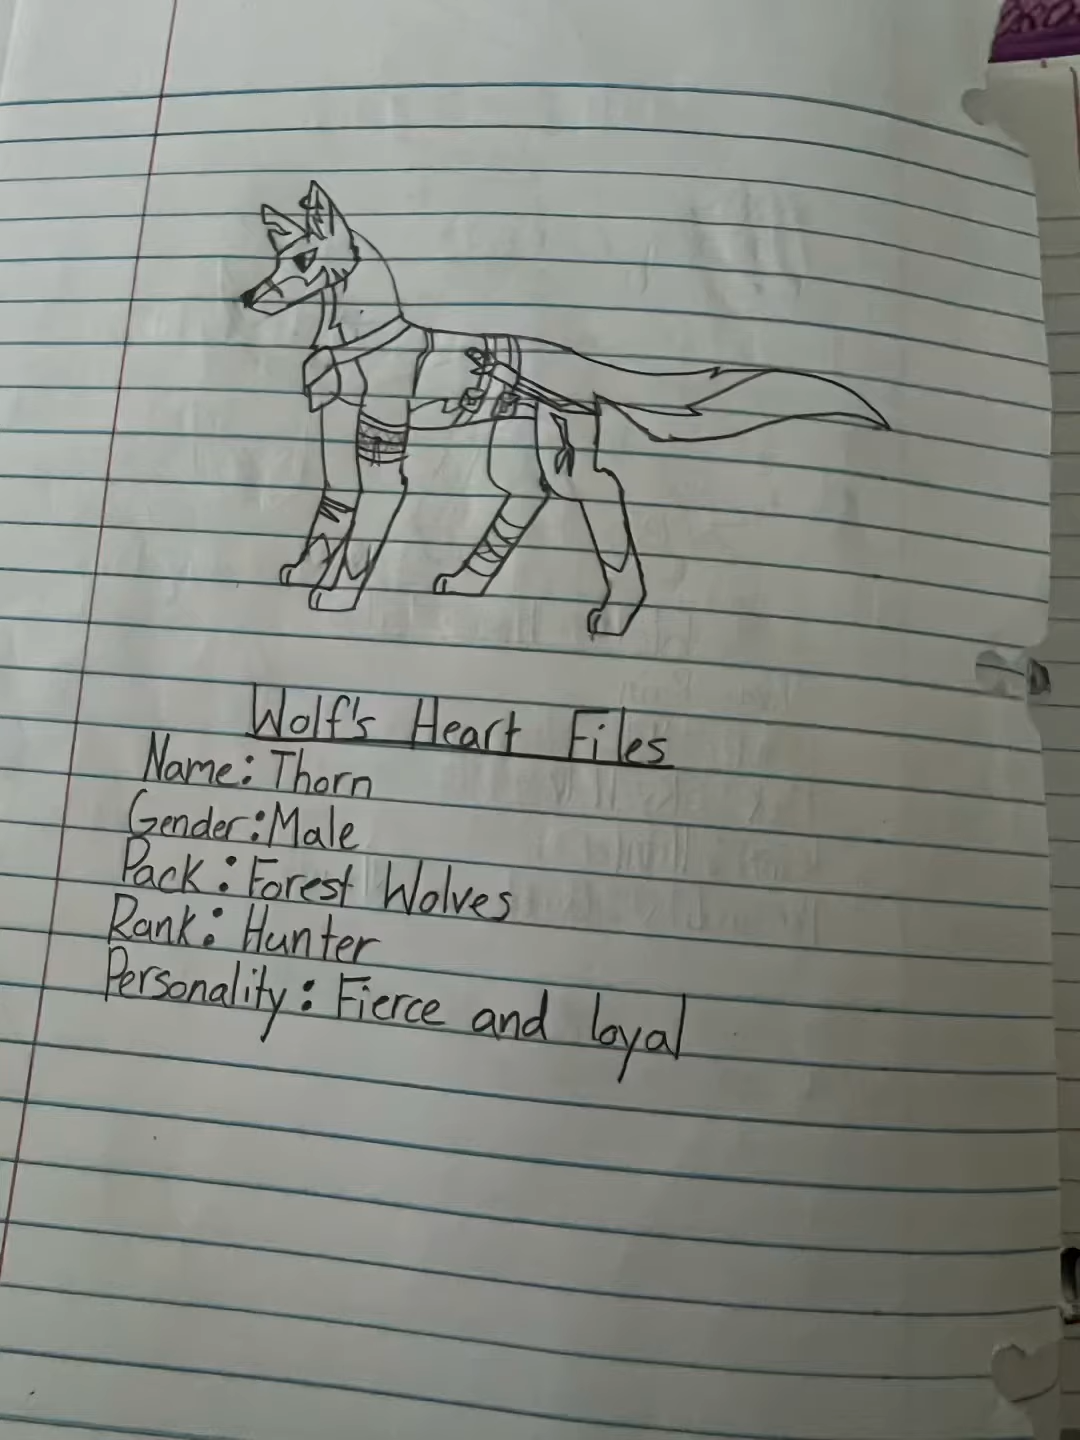 Wolf's Heart Files
Name: Thorn
Gender: Male
Pack: Forest Wolves
Rank: Hunter
Personality: Fierce and loyal